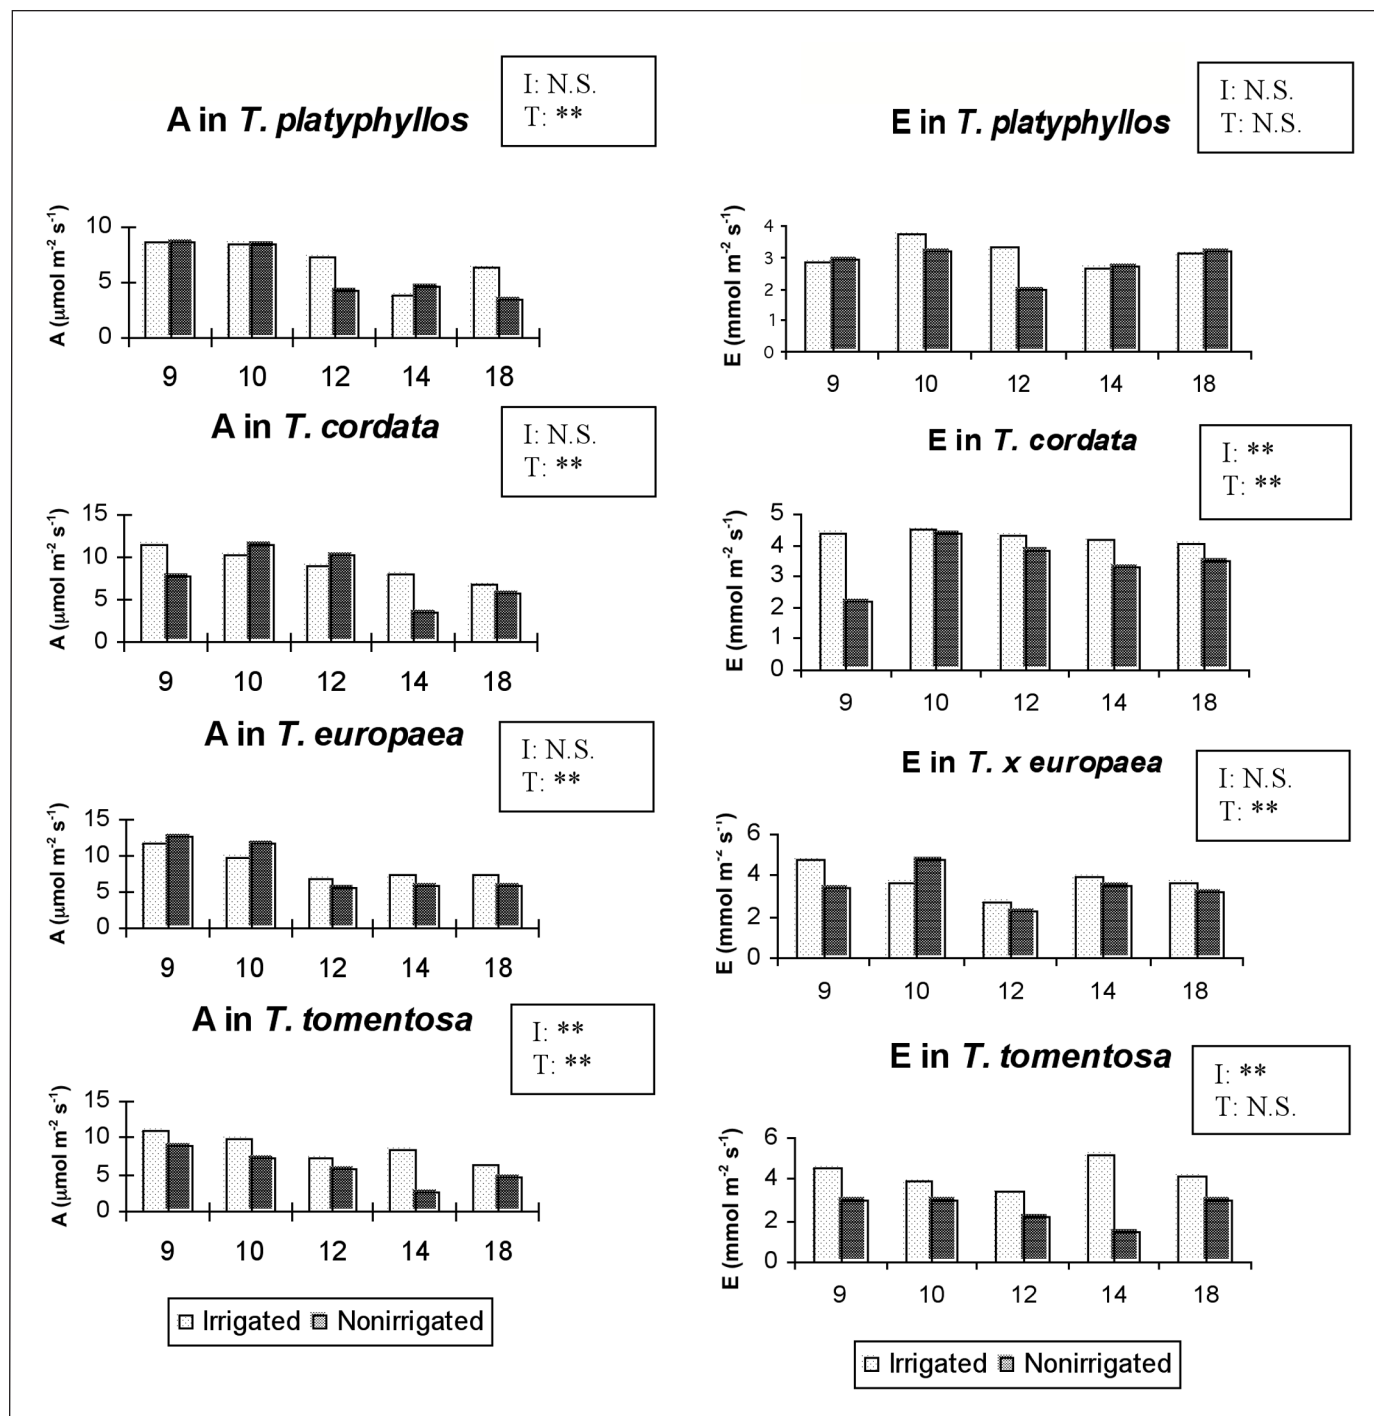 A in T. platyphyllos
I: N.S.
T: **
A (μmol m⁻² s⁻¹)
10
5
0
9 10 12 14 18
A in T. cordata
I: N.S.
T: **
A (μmol m⁻² s⁻¹)
15
10
5
0
9 10 12 14 18
A in T. europaea
I: N.S.
T: **
A (μmol m⁻² s⁻¹)
15
10
5
0
9 10 12 14 18
A in T. tomentosa
I: **
T: **
A (μmol m⁻² s⁻¹)
15
10
5
0
9 10 12 14 18
Irrigated Nonirrigated
E in T. platyphyllos
I: N.S.
T: N.S.
E (mmol m⁻² s⁻¹)
4
3
2
1
0
9 10 12 14 18
E in T. cordata
I: **
T: **
E (mmol m⁻² s⁻¹)
5
4
3
2
1
0
9 10 12 14 18
E in T. x europaea
I: N.S.
T: **
E (mmol m⁻² s⁻¹)
6
4
2
0
9 10 12 14 18
E in T. tomentosa
I: **
T: N.S.
E (mmol m⁻² s⁻¹)
6
4
2
0
9 10 12 14 18
Irrigated Nonirrigated